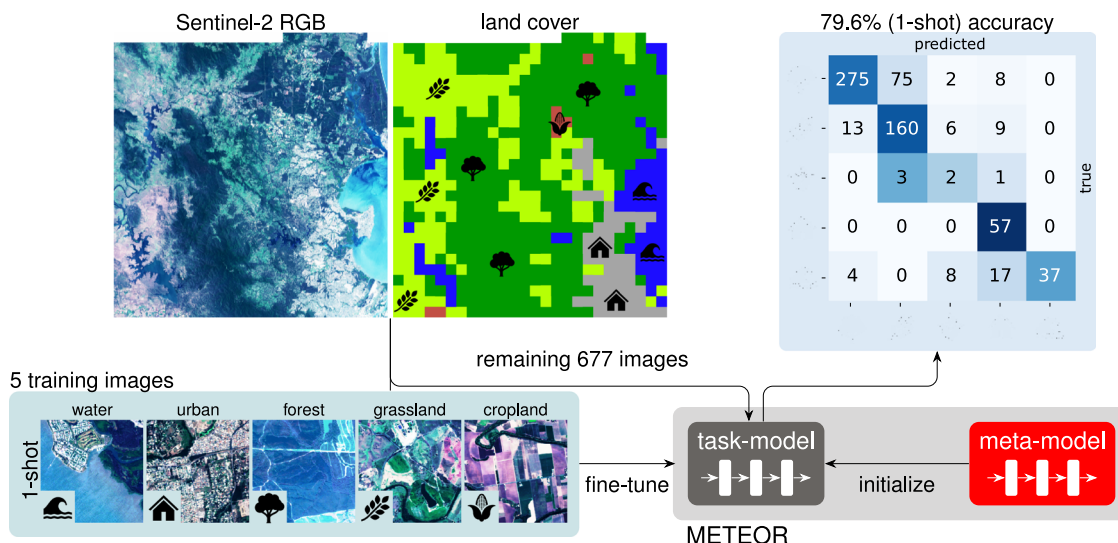 Sentinel-2 RGB
land cover
79.6% (1-shot) accuracy
predicted
275 75 2 8 0
13 160 6 9 0
0 3 2 1 0
0 0 0 57 0
4 0 8 17 37
true
remaining 677 images
5 training images
1-shot
water urban forest grassland cropland
fine-tune
task-model
initialize
meta-model
METEOR